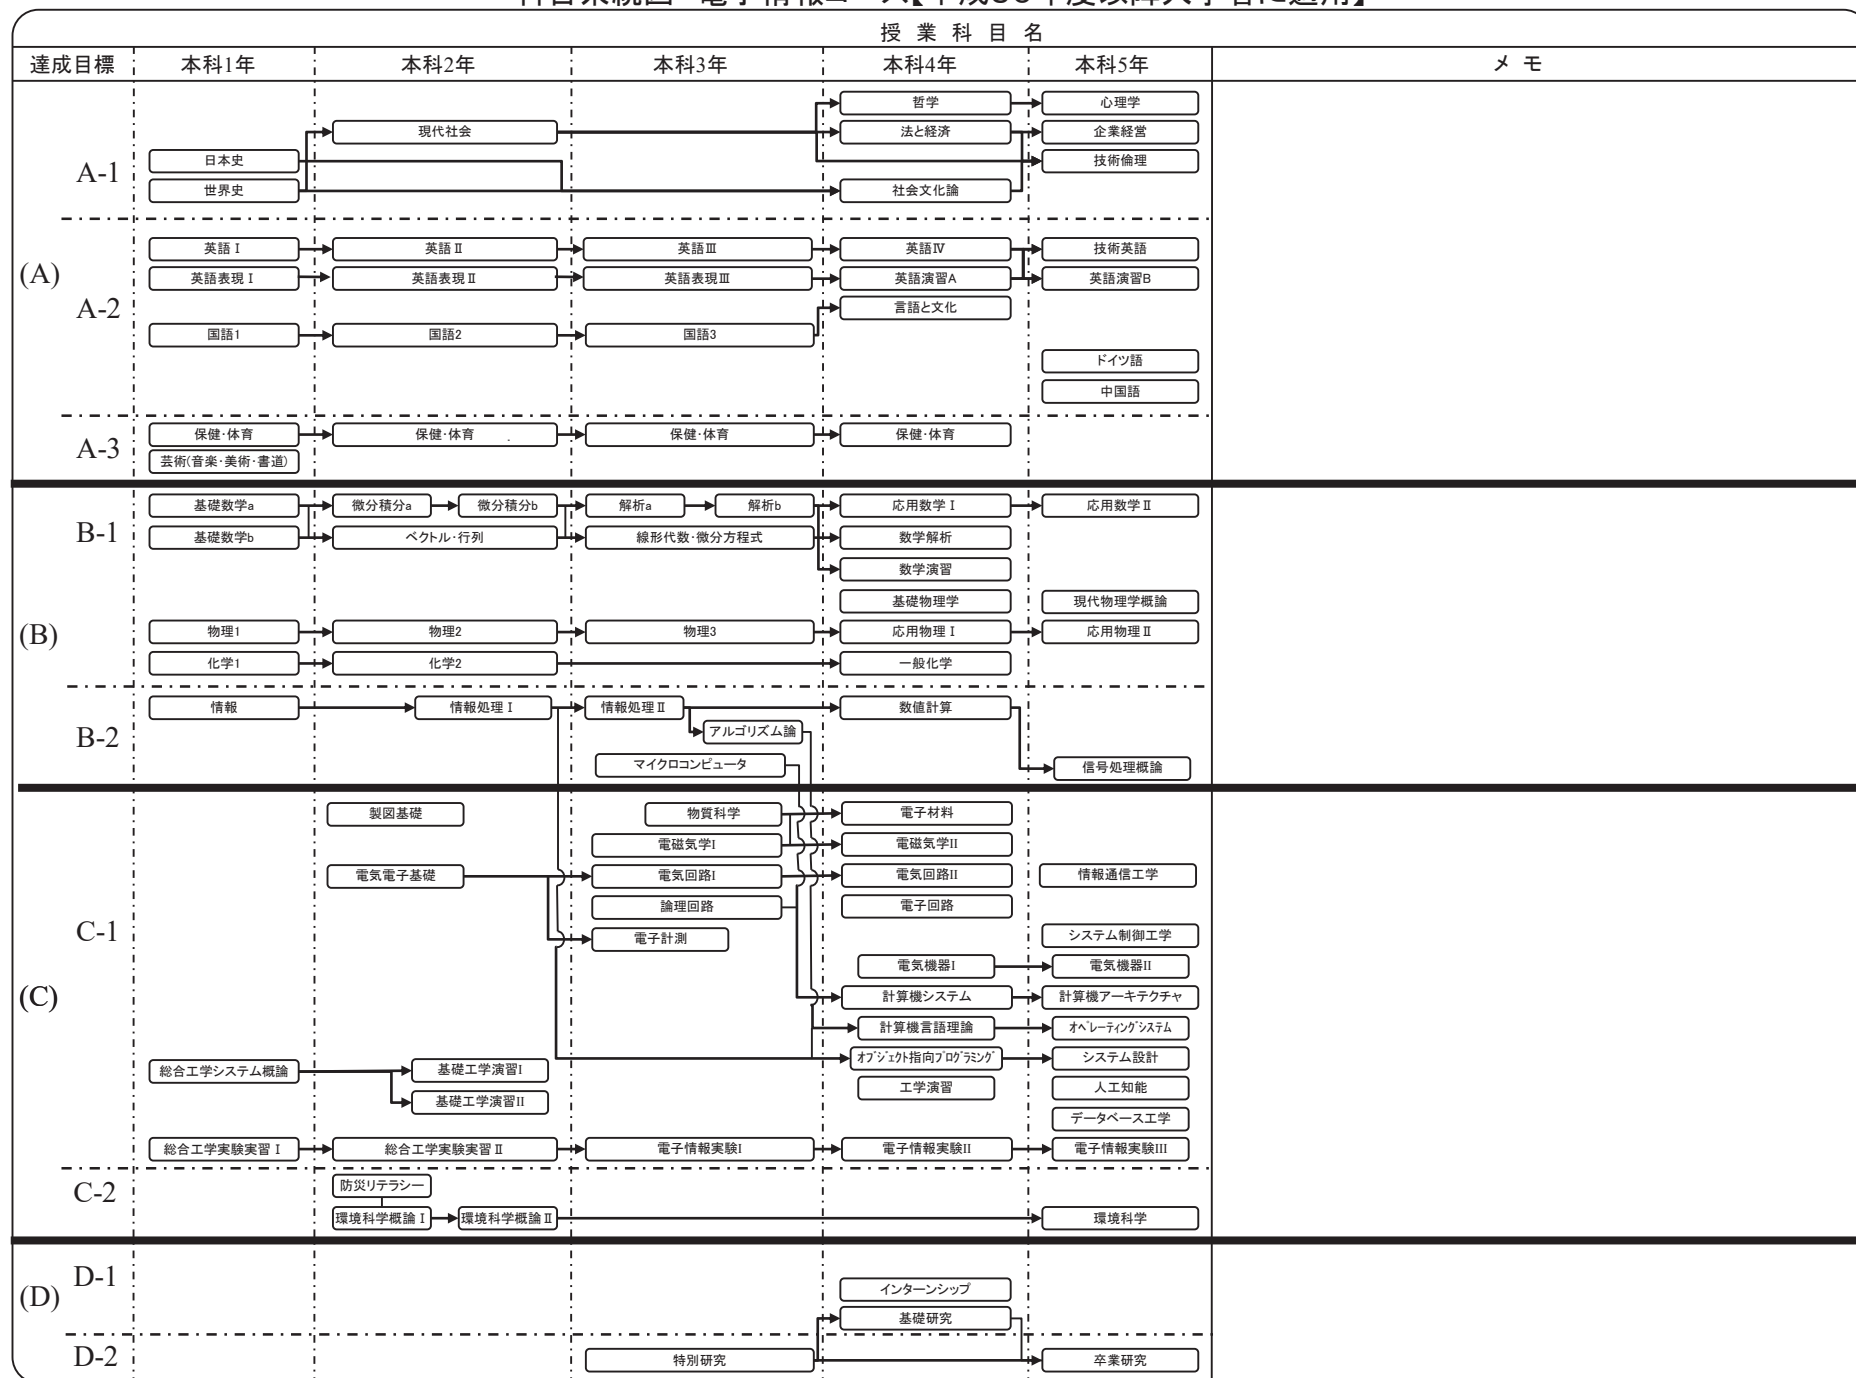 科目系統図 電子情報コース【平成30年度以降入学者に適用】
授 業 科 目 名
達成目標 本科1年 本科2年 本科3年 本科4年 本科5年 メ モ
哲学 心理学
現代社会 法と経済 企業経営
A-1
日本史 技術倫理
世界史 社会文化論
(A)
A-2
英語Ⅰ 英語Ⅱ 英語Ⅲ 英語Ⅳ 技術英語
英語表現Ⅰ 英語表現Ⅱ 英語表現Ⅲ 英語演習A 英語演習B
言語と文化
国語1 国語2 国語3
ドイツ語
中国語
A-3
保健・体育 保健・体育 保健・体育 保健・体育
芸術(音楽・美術・書道)
(B)
B-1
基礎数学a 微分積分a 微分積分b 解析a 解析b 応用数学Ⅰ 応用数学Ⅱ
基礎数学b ベクトル・行列 線形代数・微分方程式 数学解析
数学演習
基礎物理学 現代物理学概論
物理1 物理2 物理3 応用物理Ⅰ 応用物理Ⅱ
化学1 化学2 一般化学
B-2
情報 情報処理Ⅰ 情報処理Ⅱ 数値計算
アルゴリズム論
マイクロコンピュータ 信号処理概論
(C)
C-1
製図基礎 物質科学 電子材料
電磁気学I 電磁気学II
電気電子基礎 電気回路I 電気回路II 情報通信工学
論理回路 電子回路
電子計測 システム制御工学
電気機器I 電気機器II
計算機システム 計算機アーキテクチャ
計算機言語理論 オペレーティングシステム
オブジェクト指向プログラミング システム設計
総合工学システム概論 基礎工学演習I 工学演習 人工知能
基礎工学演習II データベース工学
総合工学実験実習Ⅰ 総合工学実験実習Ⅱ 電子情報実験I 電子情報実験II 電子情報実験III
C-2
防災リテラシー
環境科学概論Ⅰ 環境科学概論Ⅱ 環境科学
(D)
D-1
インターンシップ
基礎研究
D-2
特別研究 卒業研究